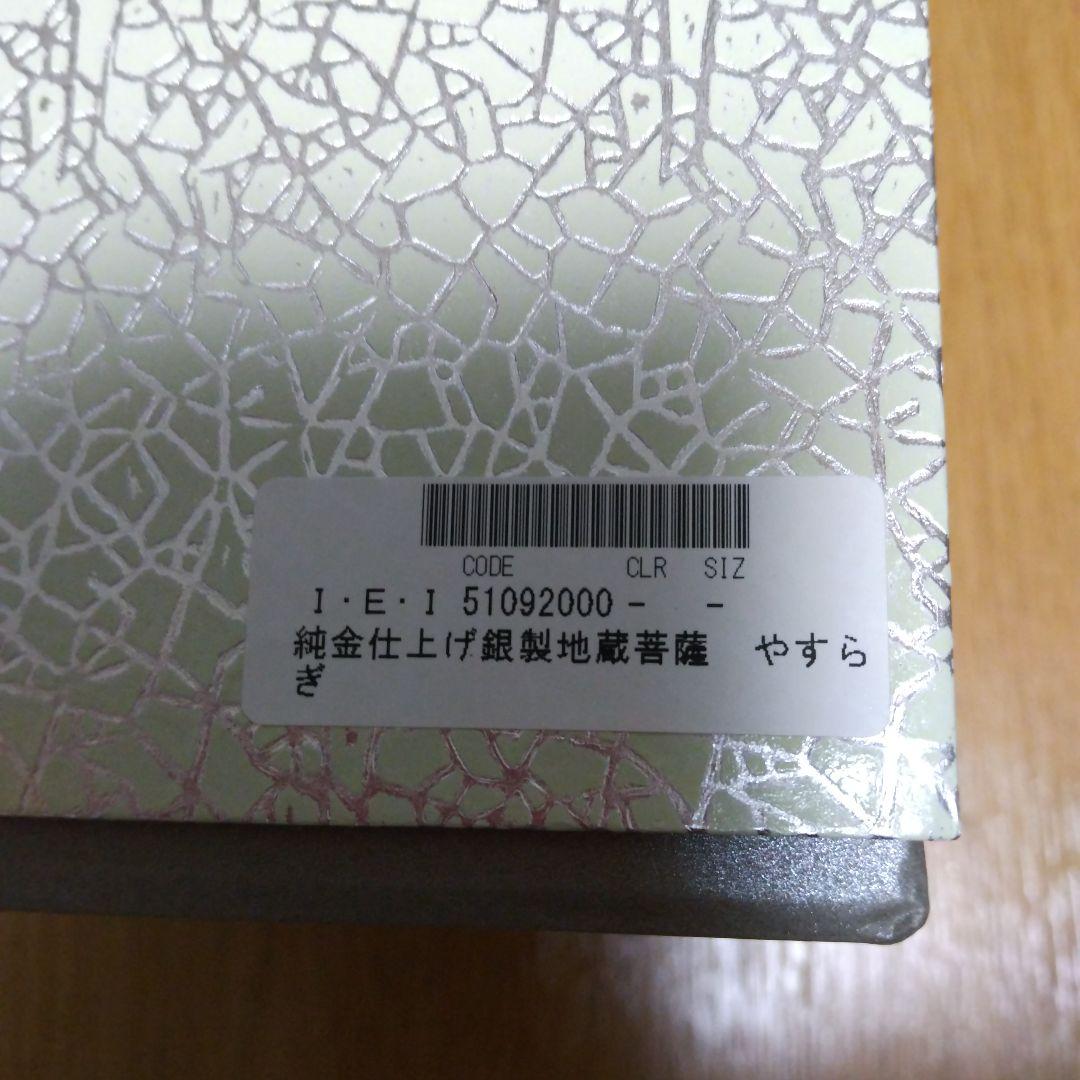 CODE CLR SIZ
I・E・I 51092000 - -
純金仕上げ銀製地蔵菩薩　やすら
ぎ